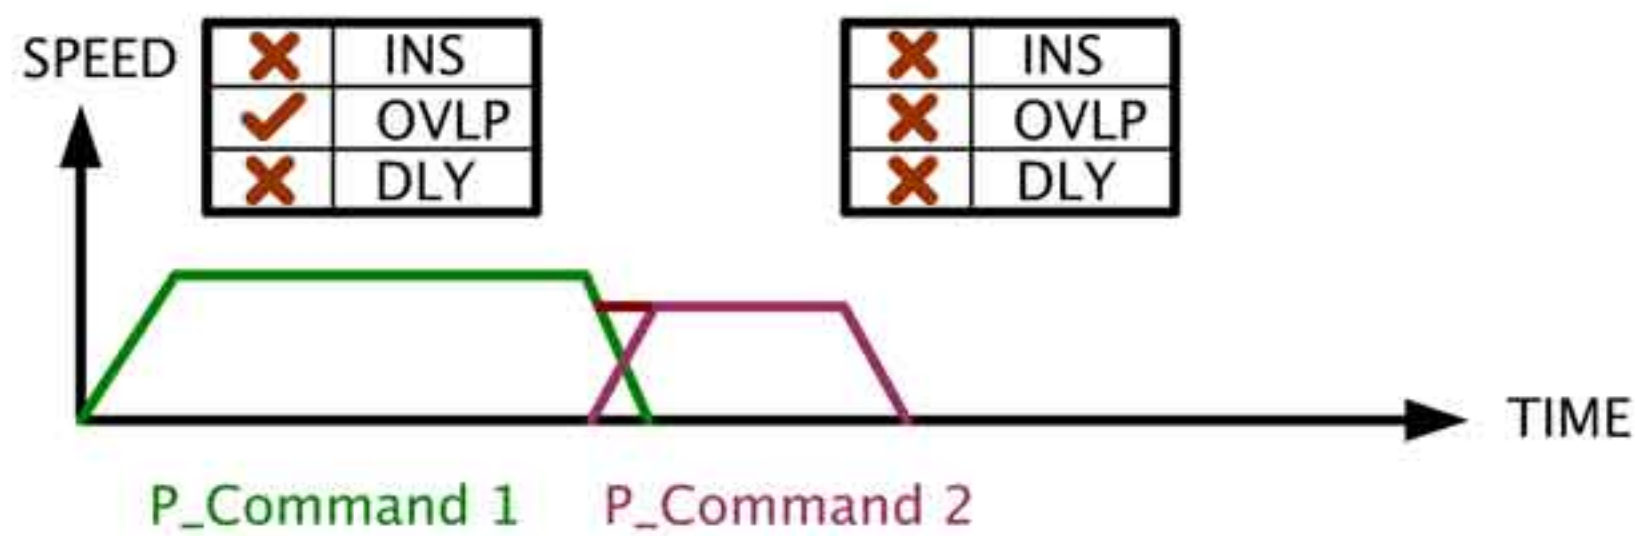 SPEED
INS
OVLP
DLY
INS
OVLP
DLY
TIME
P_Command 1
P_Command 2